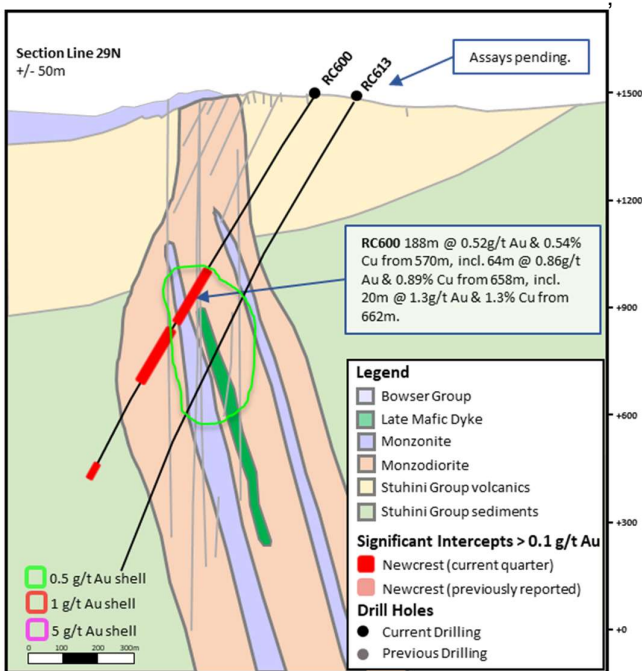 Section Line 29N
+/- 50m
RC600
RC613
Assays pending.
+1500
+1200
+900
+600
+300
+0
RC600 188m @ 0.52g/t Au & 0.54%
Cu from 570m, incl. 64m @ 0.86g/t
Au & 0.89% Cu from 658m, incl.
20m @ 1.3g/t Au & 1.3% Cu from
662m.
Legend
Bowser Group
Late Mafic Dyke
Monzonite
Monzodiorite
Stuhini Group volcanics
Stuhini Group sediments
Significant Intercepts > 0.1 g/t Au
Newcrest (current quarter)
Newcrest (previously reported)
Drill Holes
Current Drilling
Previous Drilling
0.5 g/t Au shell
1 g/t Au shell
5 g/t Au shell
0 100 200 300m